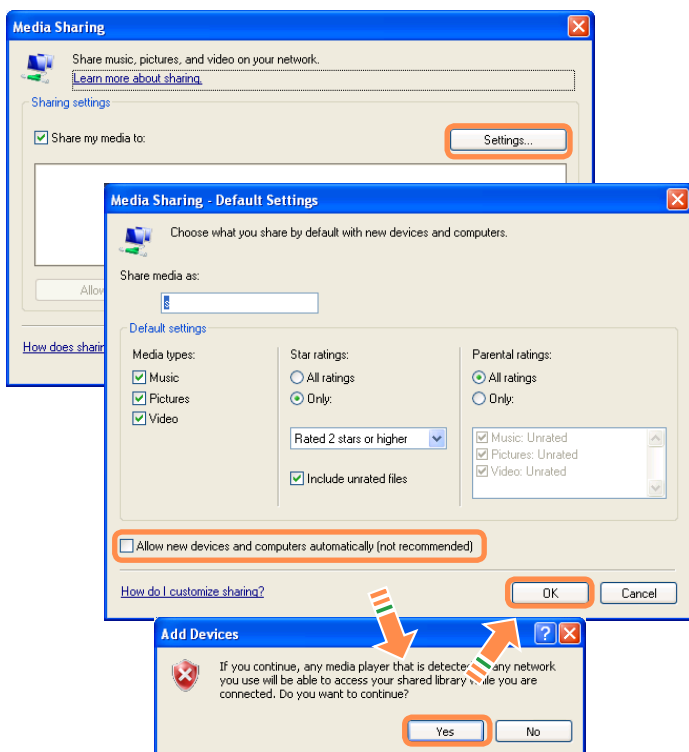 Media Sharing
Share music, pictures, and video on your network.
Learn more about sharing.
Sharing settings
Share my media to:
Settings...
Allow
How does sharin
Media Sharing - Default Settings
Choose what you share by default with new devices and computers.
Share media as:
s
Default settings
Media types:
Music
Pictures
Video
Star ratings:
All ratings
Only:
Rated 2 stars or higher
Include unrated files
Parental ratings:
All ratings
Only:
Music: Unrated
Pictures: Unrated
Video: Unrated
Allow new devices and computers automatically (not recommended)
How do I customize sharing?
OK
Cancel
Add Devices
If you continue, any media player that is detected any network
you use will be able to access your shared library while you are
connected. Do you want to continue?
Yes
No